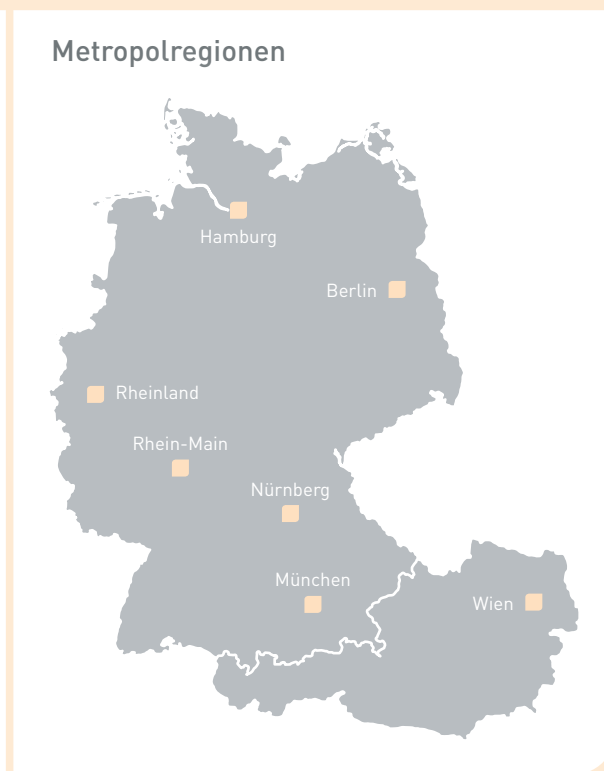 Metropolregionen
Hamburg
Berlin
Rheinland
Rhein-Main
Nürnberg
München
Wien